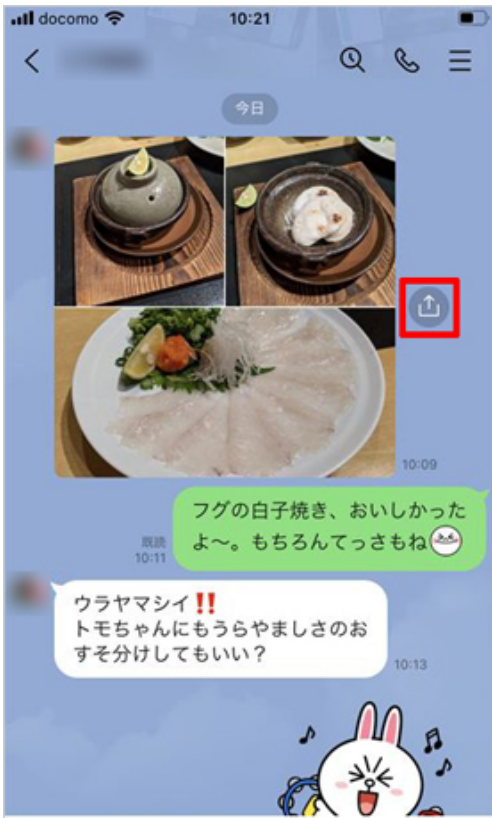 docomo
10:21
今日
10:09
フグの白子焼き、おいしかった
よ〜。もちろんてっさもね
既読
10:11
ウラヤマシイ‼
トモちゃんにもうらやましさのお
すそ分けしてもいい？
10:13